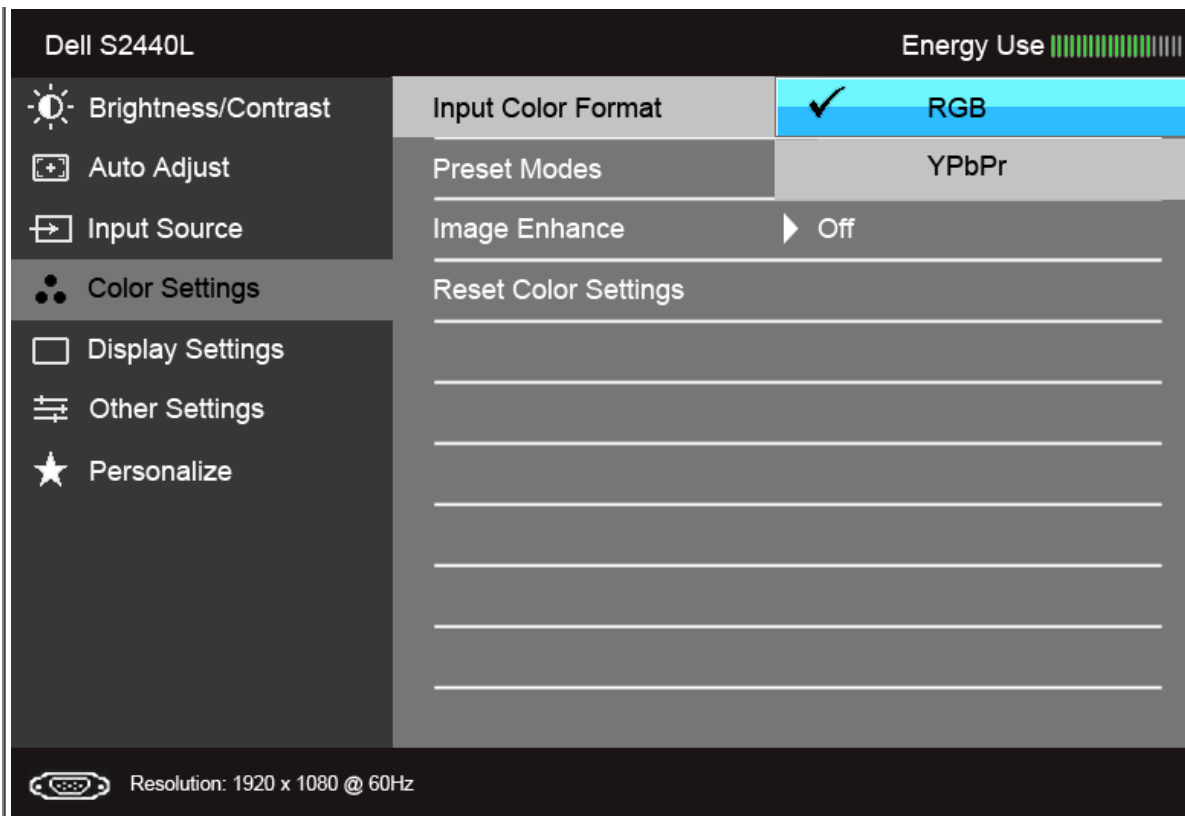 Dell S2440L Energy Use
Brightness/Contrast Input Color Format RGB
Auto Adjust Preset Modes YPbPr
Input Source Image Enhance Off
Color Settings Reset Color Settings
Display Settings
Other Settings
Personalize
Resolution: 1920 x 1080 @ 60Hz